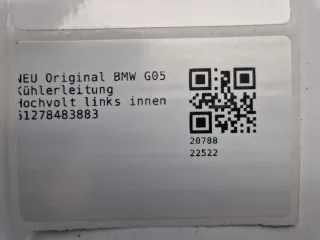 NEU Original BMW G05
Kühlerleitung
Hochvolt links innen
61278483883
20788
22522